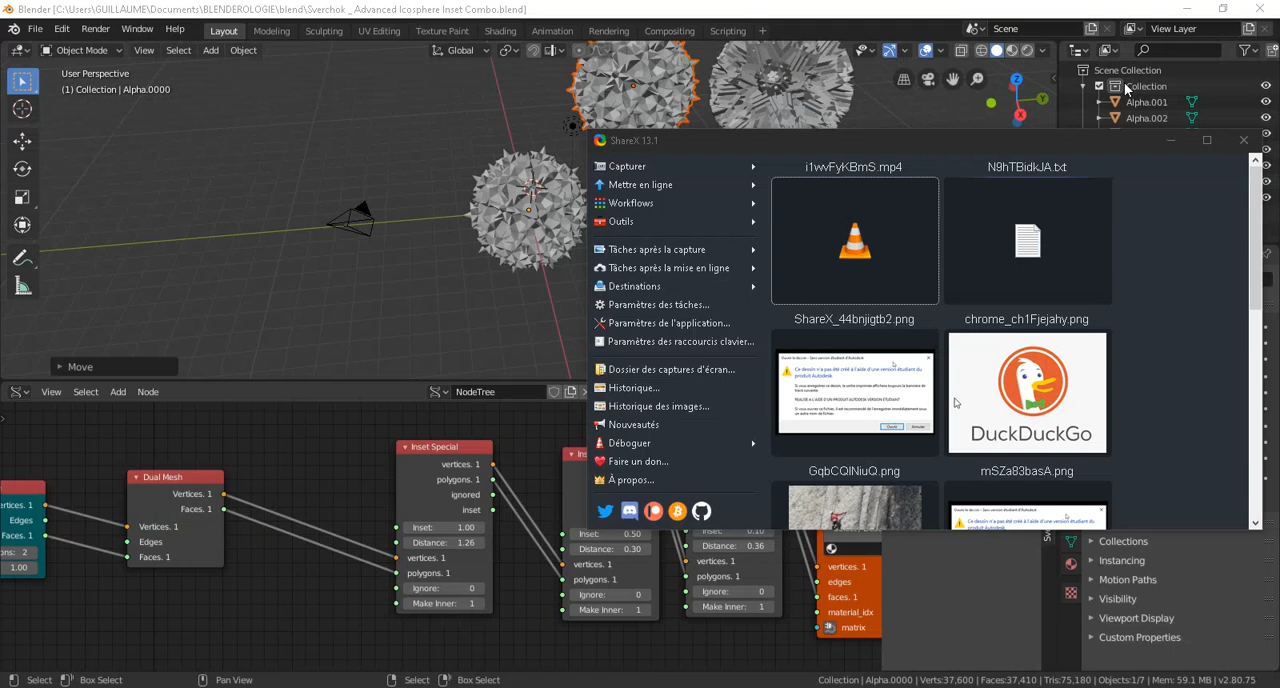 Blender [C:\Users\GUILLAUME\Documents\BLENDEROLOGIE\blend\Sverchok _ Advanced Icosphere Inset Combo.blend]
File Edit Render Window Help Layout Modeling Sculpting UV Editing Texture Paint Shading Animation Rendering Compositing Scripting + Scene View Layer
Object Mode View Select Add Object Global
User Perspective
(1) Collection | Alpha.0000
Z
Y
X
Scene Collection
Collection
Alpha.001
Alpha.002
ShareX 13.1
Capturer
Mettre en ligne
Workflows
Outils
Tâches après la capture
Tâches après la mise en ligne
Destinations
Paramètres des tâches...
Paramètres de l'application...
Paramètres des raccourcis clavier...
Dossier des captures d'écran...
Historique...
Historique des images...
Nouveautés
Déboguer
Faire un don...
À propos...
i1wvFyKBmS.mp4 N9hTBidkJA.txt
ShareX_44bnjigtb2.png chrome_ch1Fjejahy.png
DuckDuckGo
GqbCQlNiuQ.png mSZa83basA.png
Move
View Select Add Node NodeTree
Vertices. 1
Edges
Faces. 1
ons: 2
1.00
Dual Mesh
Vertices. 1
Faces. 1
Vertices. 1
Edges
Faces. 1
Inset Special
vertices. 1
polygons. 1
ignored
inset
Inset: 1.00
Distance: 1.26
vertices. 1
polygons. 1
Ignore: 0
Make Inner: 1
Ins
Inset: 0.50
Distance: 0.30
vertices. 1
polygons. 1
Ignore: 0
Make Inner: 1
Inset: 0.10
Distance: 0.36
vertices. 1
polygons. 1
Ignore: 0
Make Inner: 1
vertices. 1
edges
faces. 1
material_idx
matrix
Collections
Instancing
Motion Paths
Visibility
Viewport Display
Custom Properties
Select Box Select Pan View Select Box Select Collection | Alpha.0000 | Verts:37,600 | Faces:37,410 | Tris:75,180 | Objects:1/7 | Mem: 59.1 MB | v2.80.75